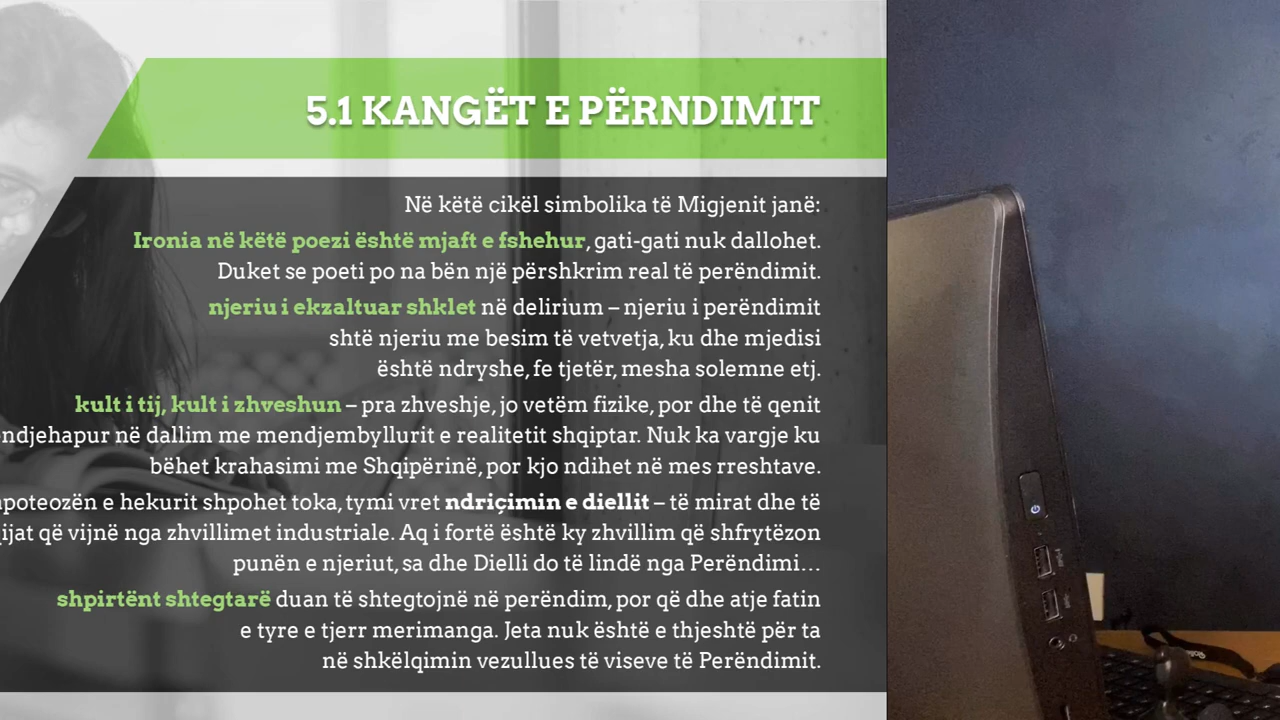 5.1 KANGËT E PËRNDIMIT
Në këtë cikël simbolika të Migjenit janë:
Ironia në këtë poezi është mjaft e fshehur, gati-gati nuk dallohet.
Duket se poeti po na bën një përshkrim real të perëndimit.
njeriu i ekzaltuar shklet në delirium – njeriu i perëndimit
shtë njeriu me besim të vetvetja, ku dhe mjedisi
është ndryshe, fe tjetër, mesha solemne etj.
kult i tij, kult i zhveshun – pra zhveshje, jo vetëm fizike, por dhe të qenit
ndjehapur në dallim me mendjembyllurit e realitetit shqiptar. Nuk ka vargje ku
bëhet krahasimi me Shqipërinë, por kjo ndihet në mes rreshtave.
poteozën e hekurit shpohet toka, tymi vret ndriçimin e diellit – të mirat dhe të
ijat që vijnë nga zhvillimet industriale. Aq i fortë është ky zhvillim që shfrytëzon
punën e njeriut, sa dhe Dielli do të lindë nga Perëndimi...
shpirtënt shtegtarë duan të shtegtojnë në perëndim, por që dhe atje fatin
e tyre e tjerr merimanga. Jeta nuk është e thjeshtë për ta
në shkëlqimin vezullues të viseve të Perëndimit.